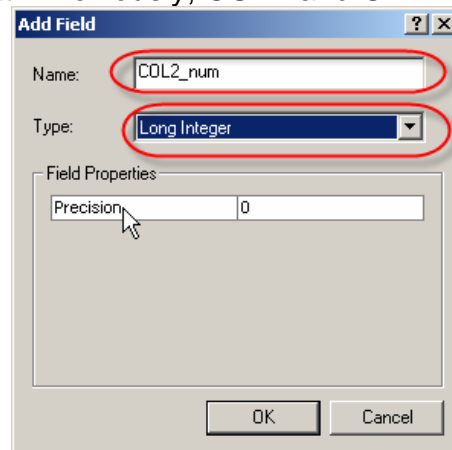 Add Field
Name: COL2_num
Type: Long Integer
Field Properties
Precision 0
OK Cancel